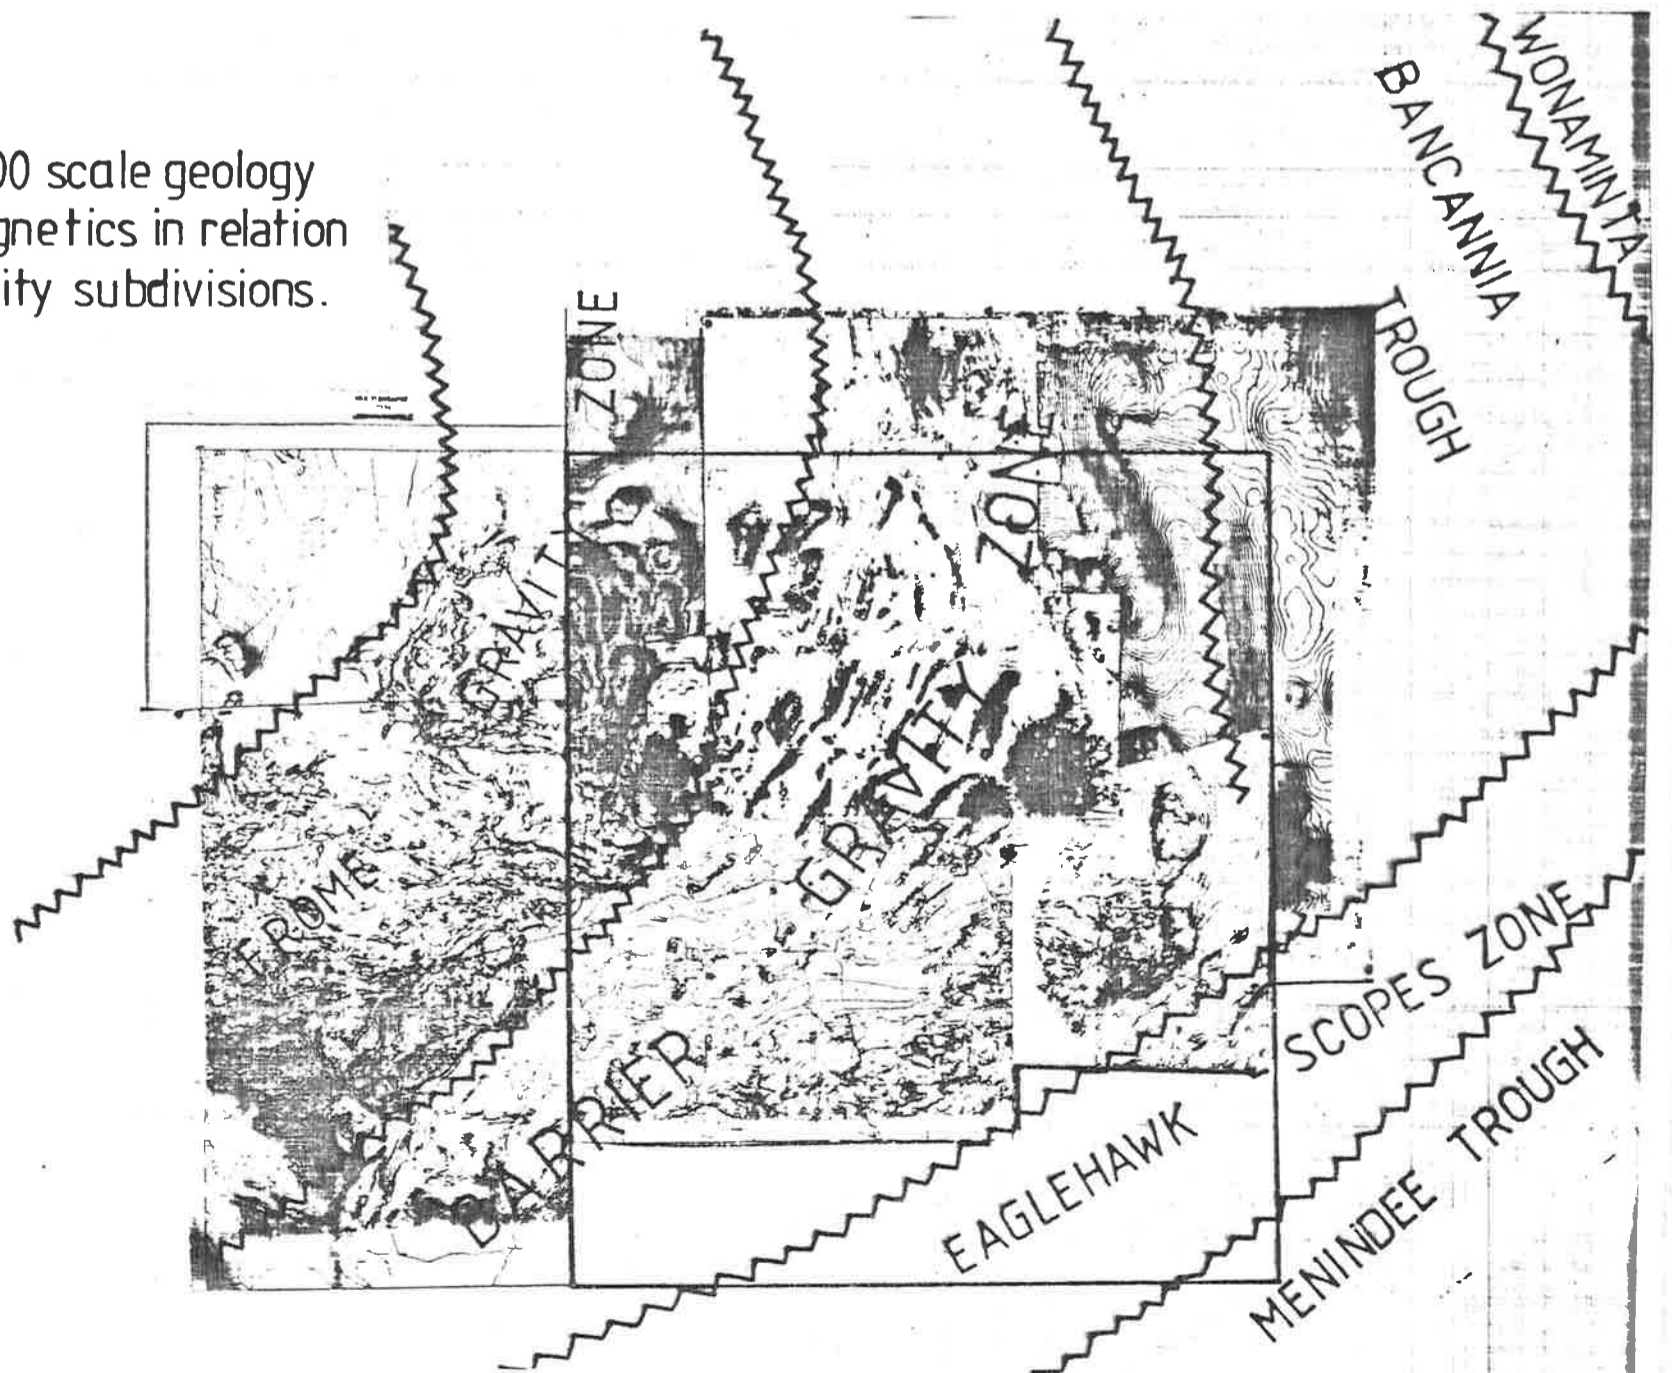 00 scale geology
gnetics in relation
ity subdivisions.
WONAMINTA
BANCANNIA
TROUGH
FROME
GRAVITY
ZONE
BARRIER
GRAVITY
ZONE
EAGLEHAWK
SCOPES ZONE
MENINDEE TROUGH